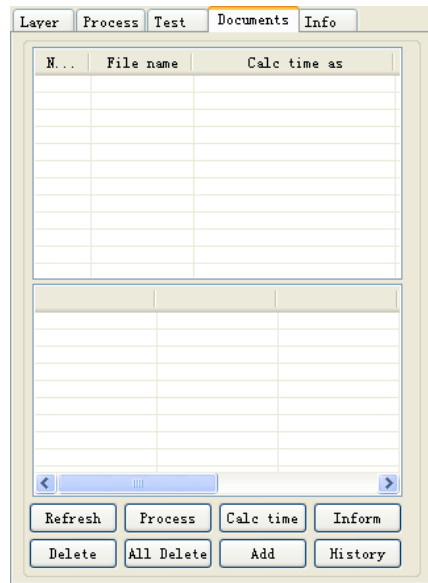 Layer Process Test Documents Info
N... File name Calc time as
Refresh Process Calc time Inform
Delete All Delete Add History